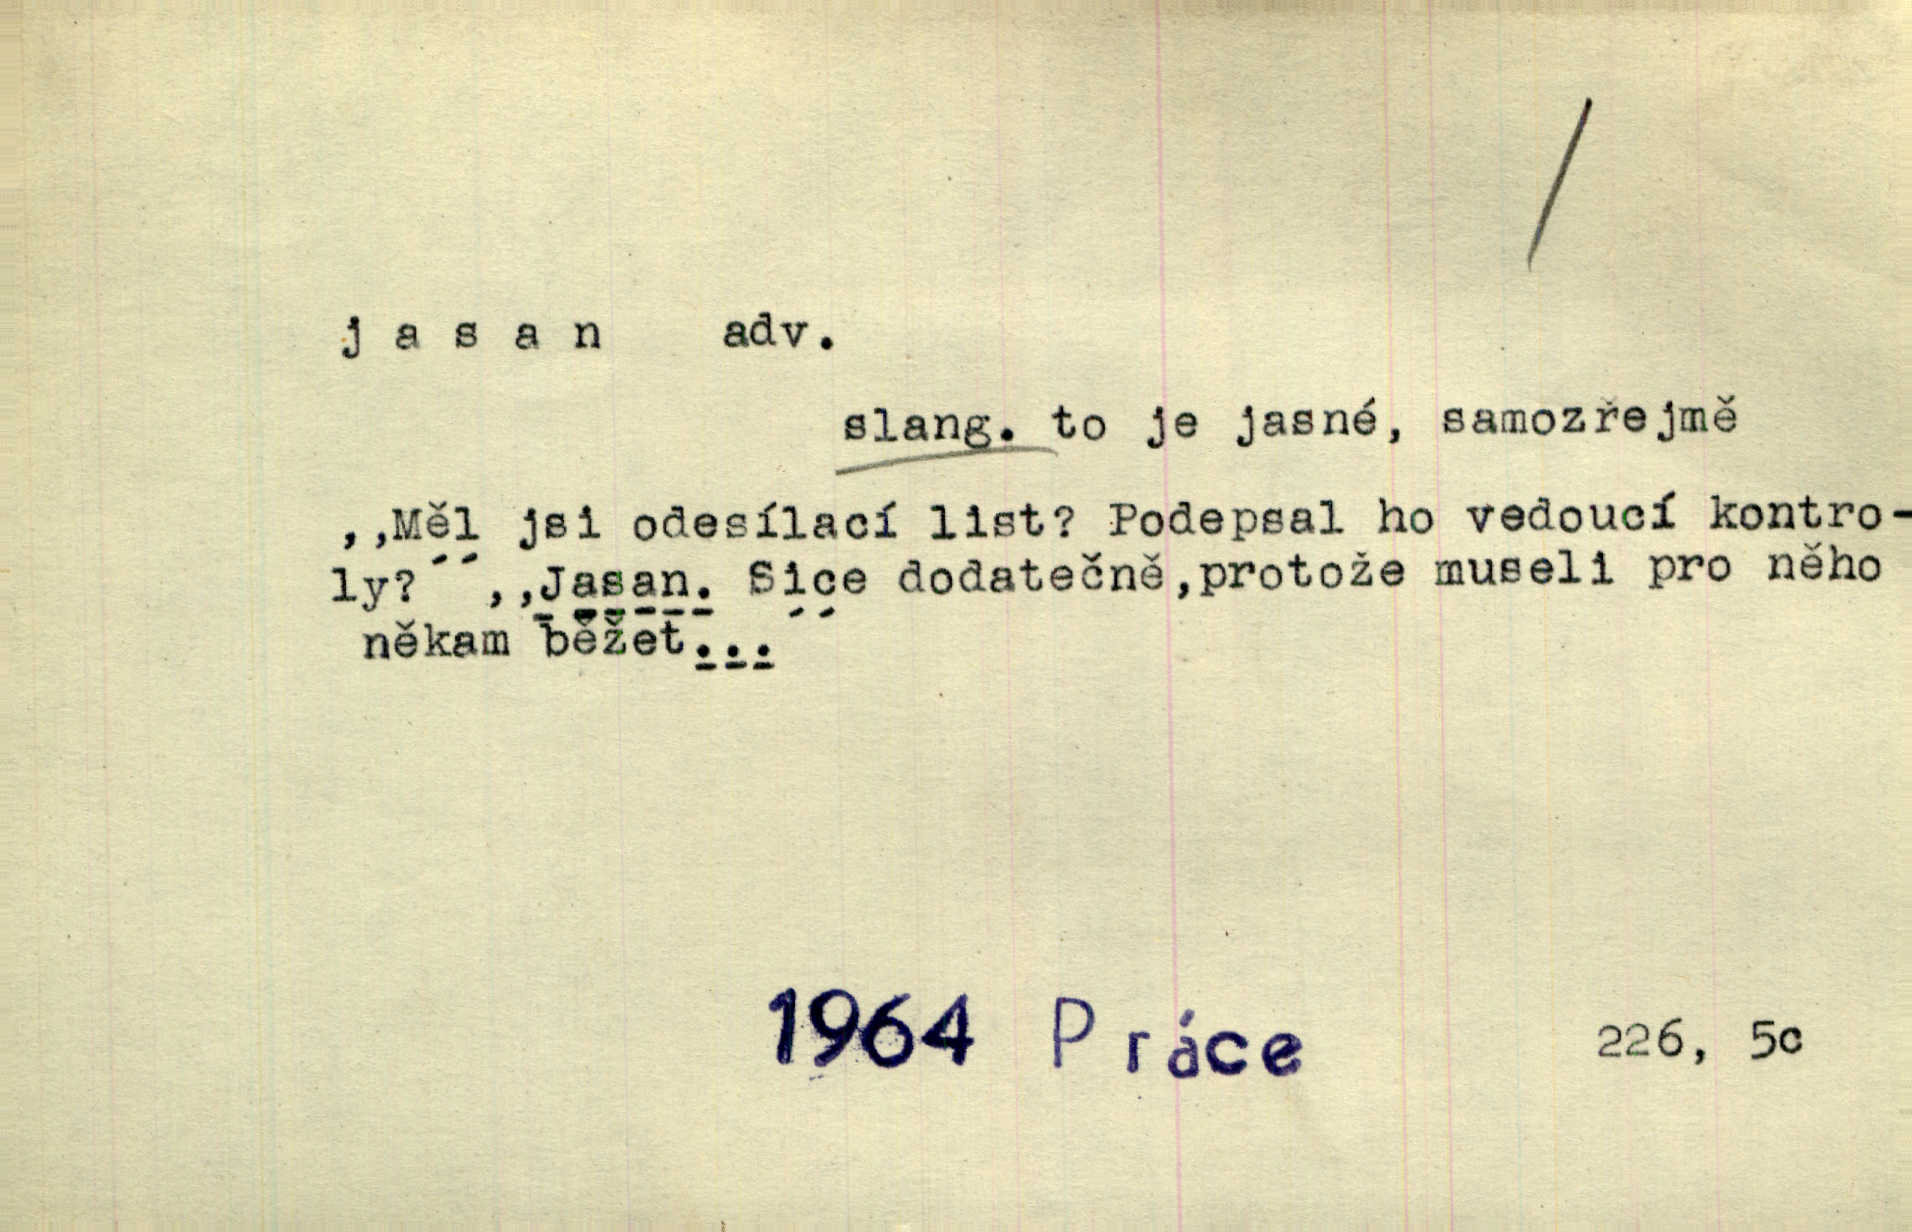 jasan adv.
slang. to je jasné, samozřejmě
,,Měl jsi odesílací list? Podepsal ho vedoucí kontro-
ly?´´ ,,Jasan. Sice dodatečně,protože museli pro něho
někam běžet...´´
1964 Práce 226, 5c